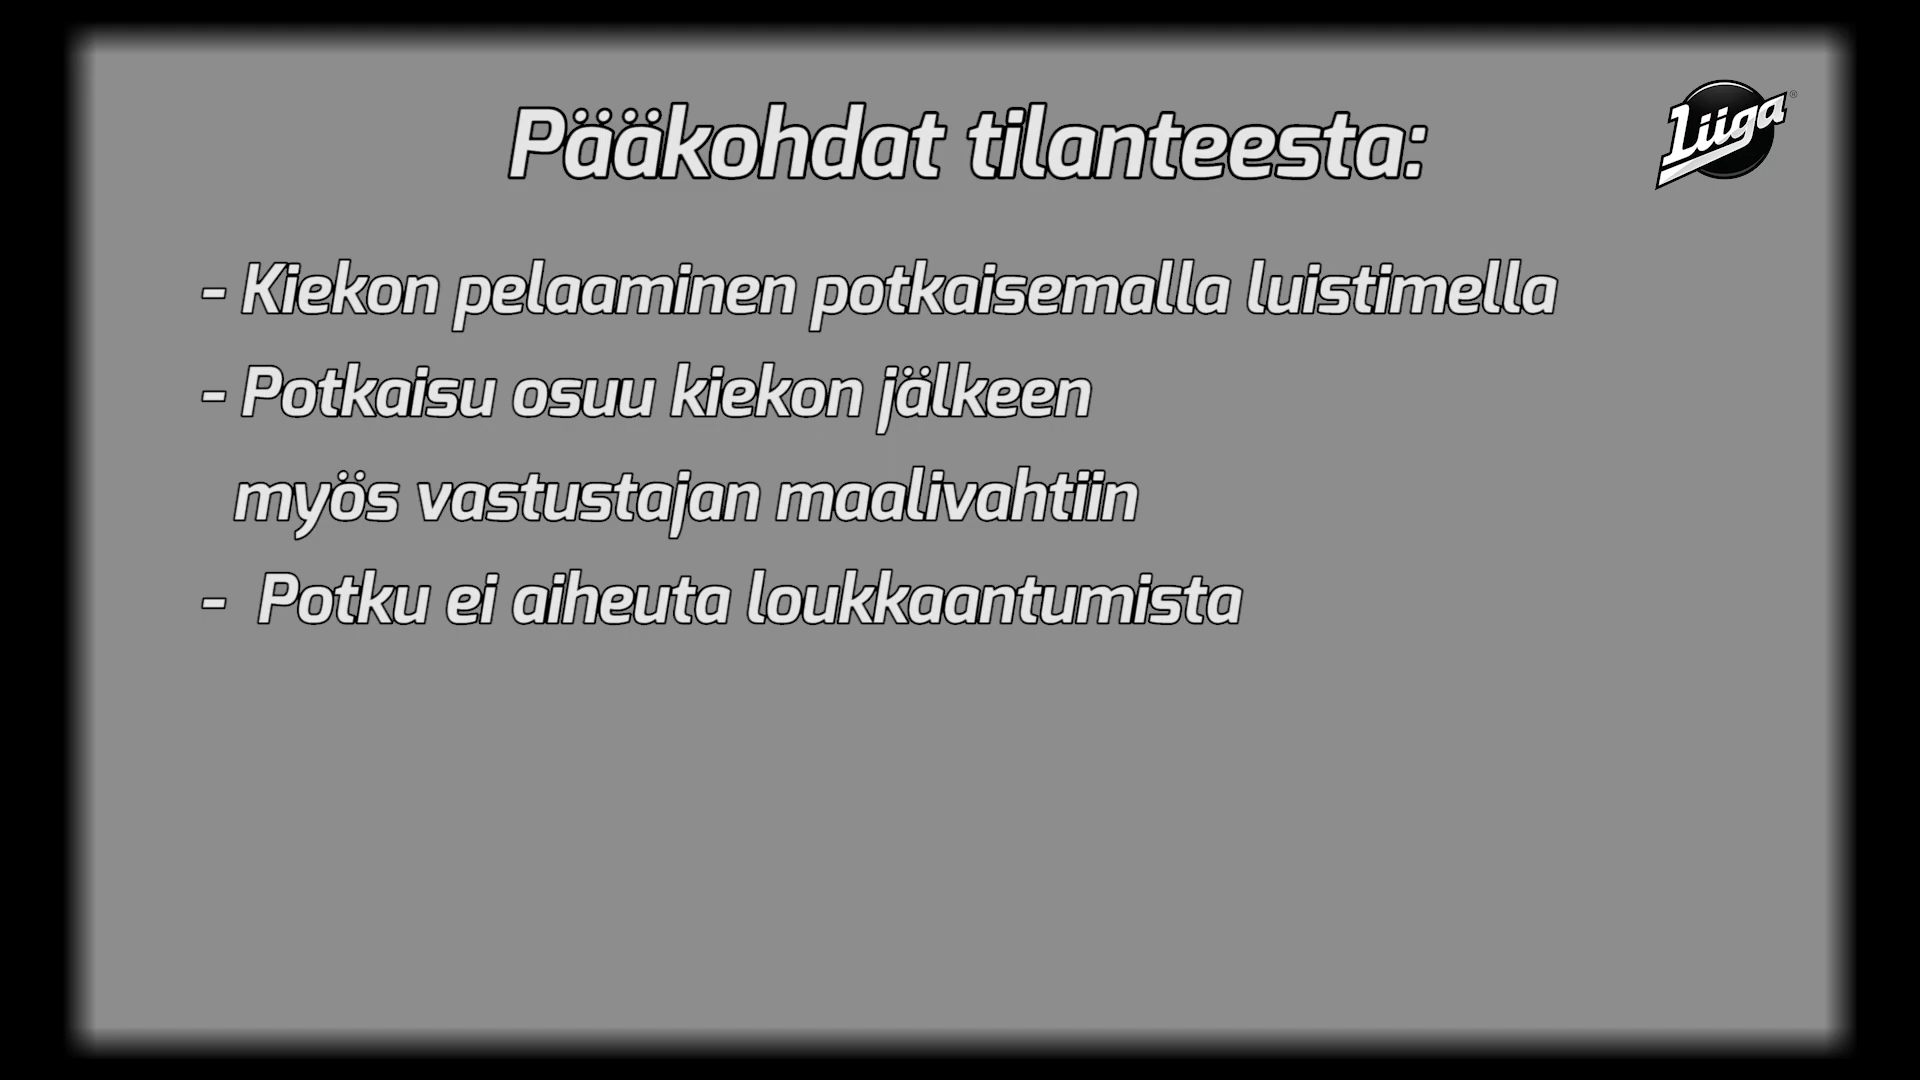 Pääkohdat tilanteesta:
Liiga®
- Kiekon pelaaminen potkaisemalla luistimella
- Potkaisu osuu kiekon jälkeen
myös vastustajan maalivahtiin
- Potku ei aiheuta loukkaantumista